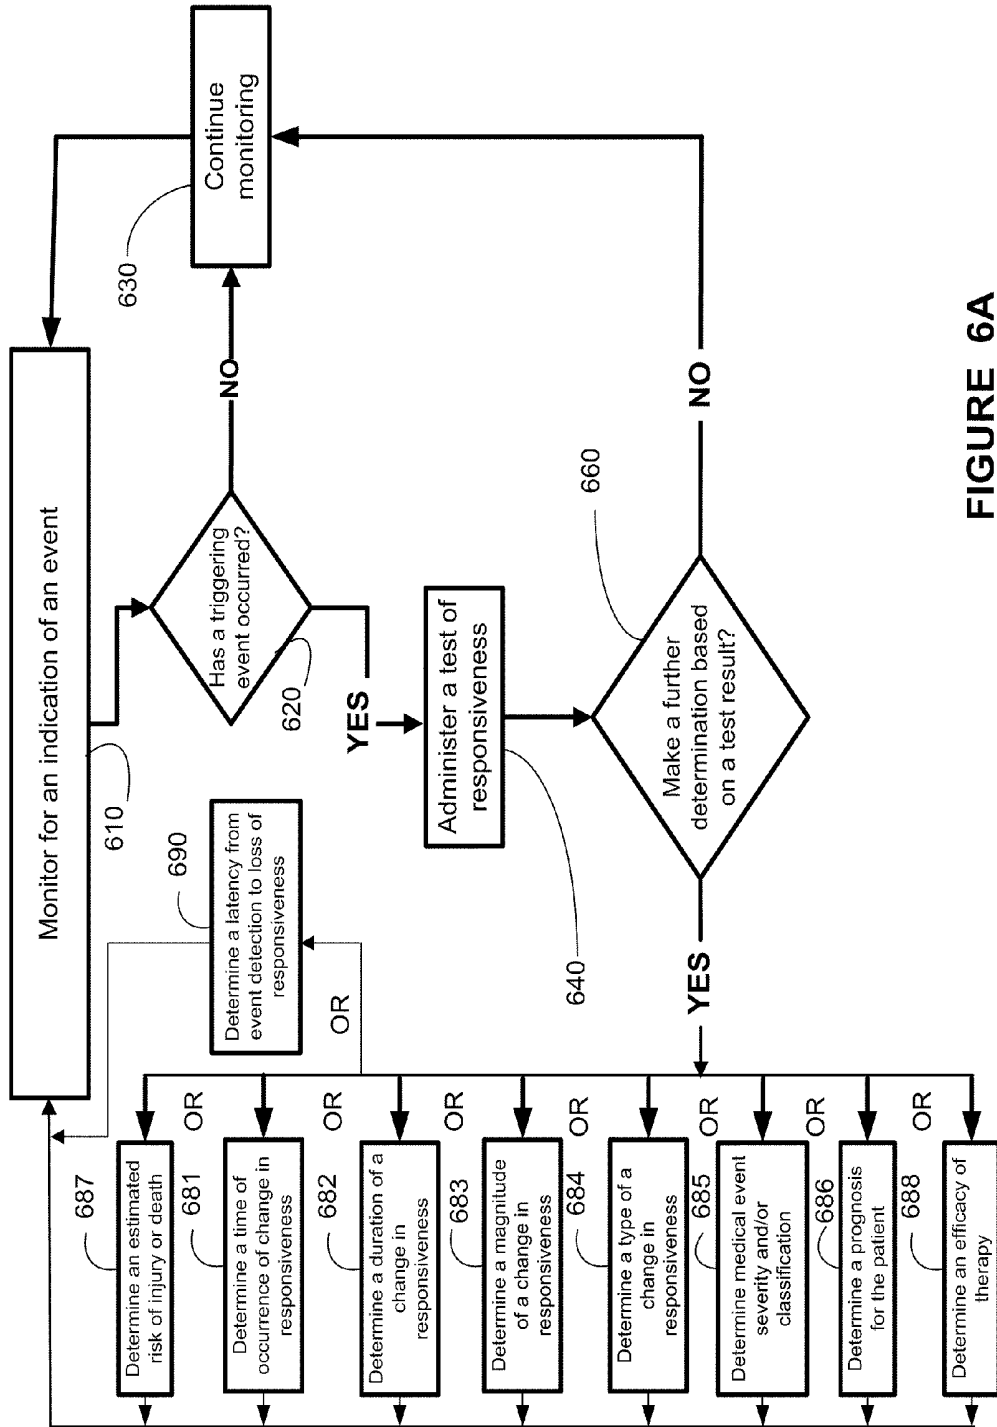 Monitor for an indication of an event
610
Has a triggering
event occurred?
620
NO
Continue
monitoring
630
YES
Administer a test of
responsiveness
640
Make a further
determination based
on a test result?
660
NO
YES
Determine a latency from
event detection to loss of
responsiveness
690
OR
Determine an estimated
risk of injury or death
687
OR
Determine a time of
occurrence of change in
responsiveness
681
OR
Determine a duration of a
change in
responsiveness
682
OR
Determine a magnitude
of a change in
responsiveness
683
OR
Determine a type of a
change in
responsiveness
684
OR
Determine medical event
severity and/or
classification
685
OR
Determine a prognosis
for the patient
686
OR
Determine an efficacy of
therapy
688
FIGURE 6A